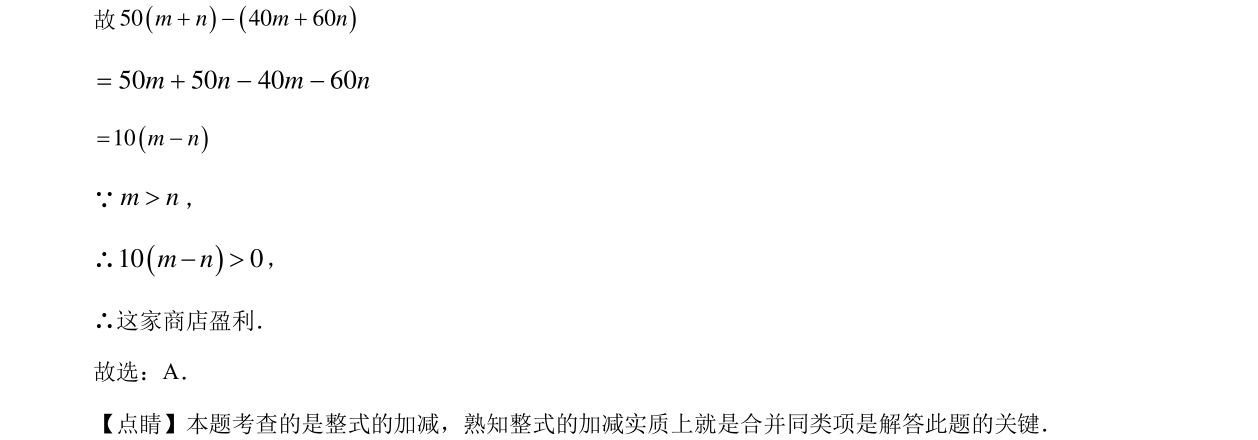 故50(m+n)−(40m+60n)
=50m+50n−40m−60n
=10(m−n)
∵m>n，
∴10(m−n)>0，
∴这家商店盈利．
故选：A．
【点睛】本题考查的是整式的加减，熟知整式的加减实质上就是合并同类项是解答此题的关键．